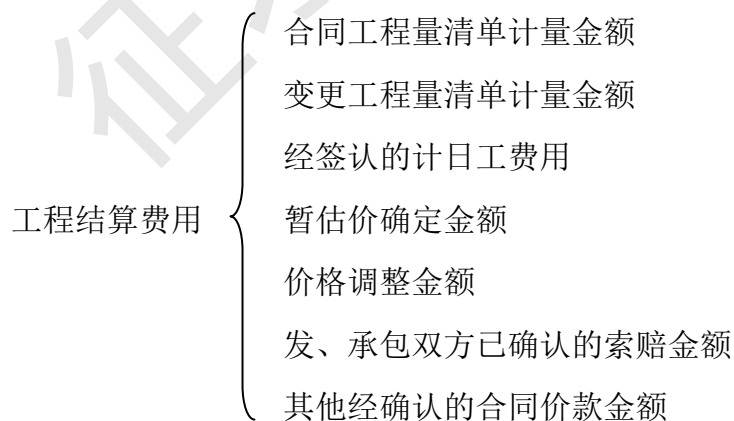 合同工程量清单计量金额
变更工程量清单计量金额
经签认的计日工费用
工程结算费用
暂估价确定金额
价格调整金额
发、承包双方已确认的索赔金额
其他经确认的合同价款金额
征